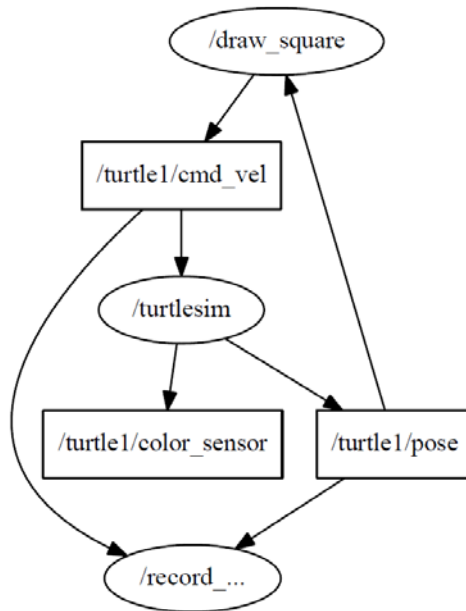 /draw_square
/turtle1/cmd_vel
/turtlesim
/turtle1/color_sensor
/turtle1/pose
/record_...